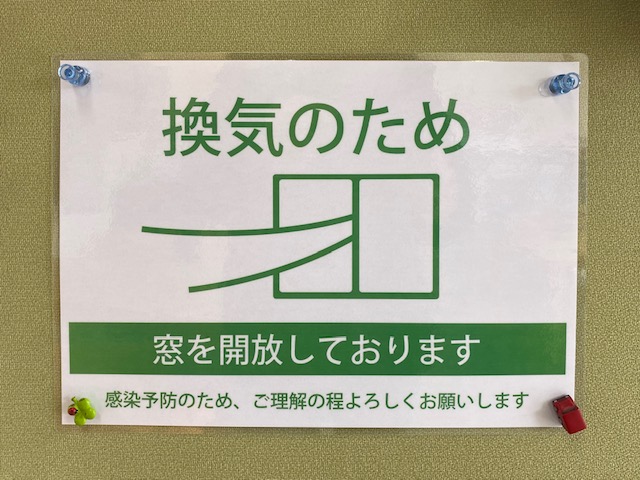 換気のため
窓を開放しております
感染予防のため、ご理解の程よろしくお願いします